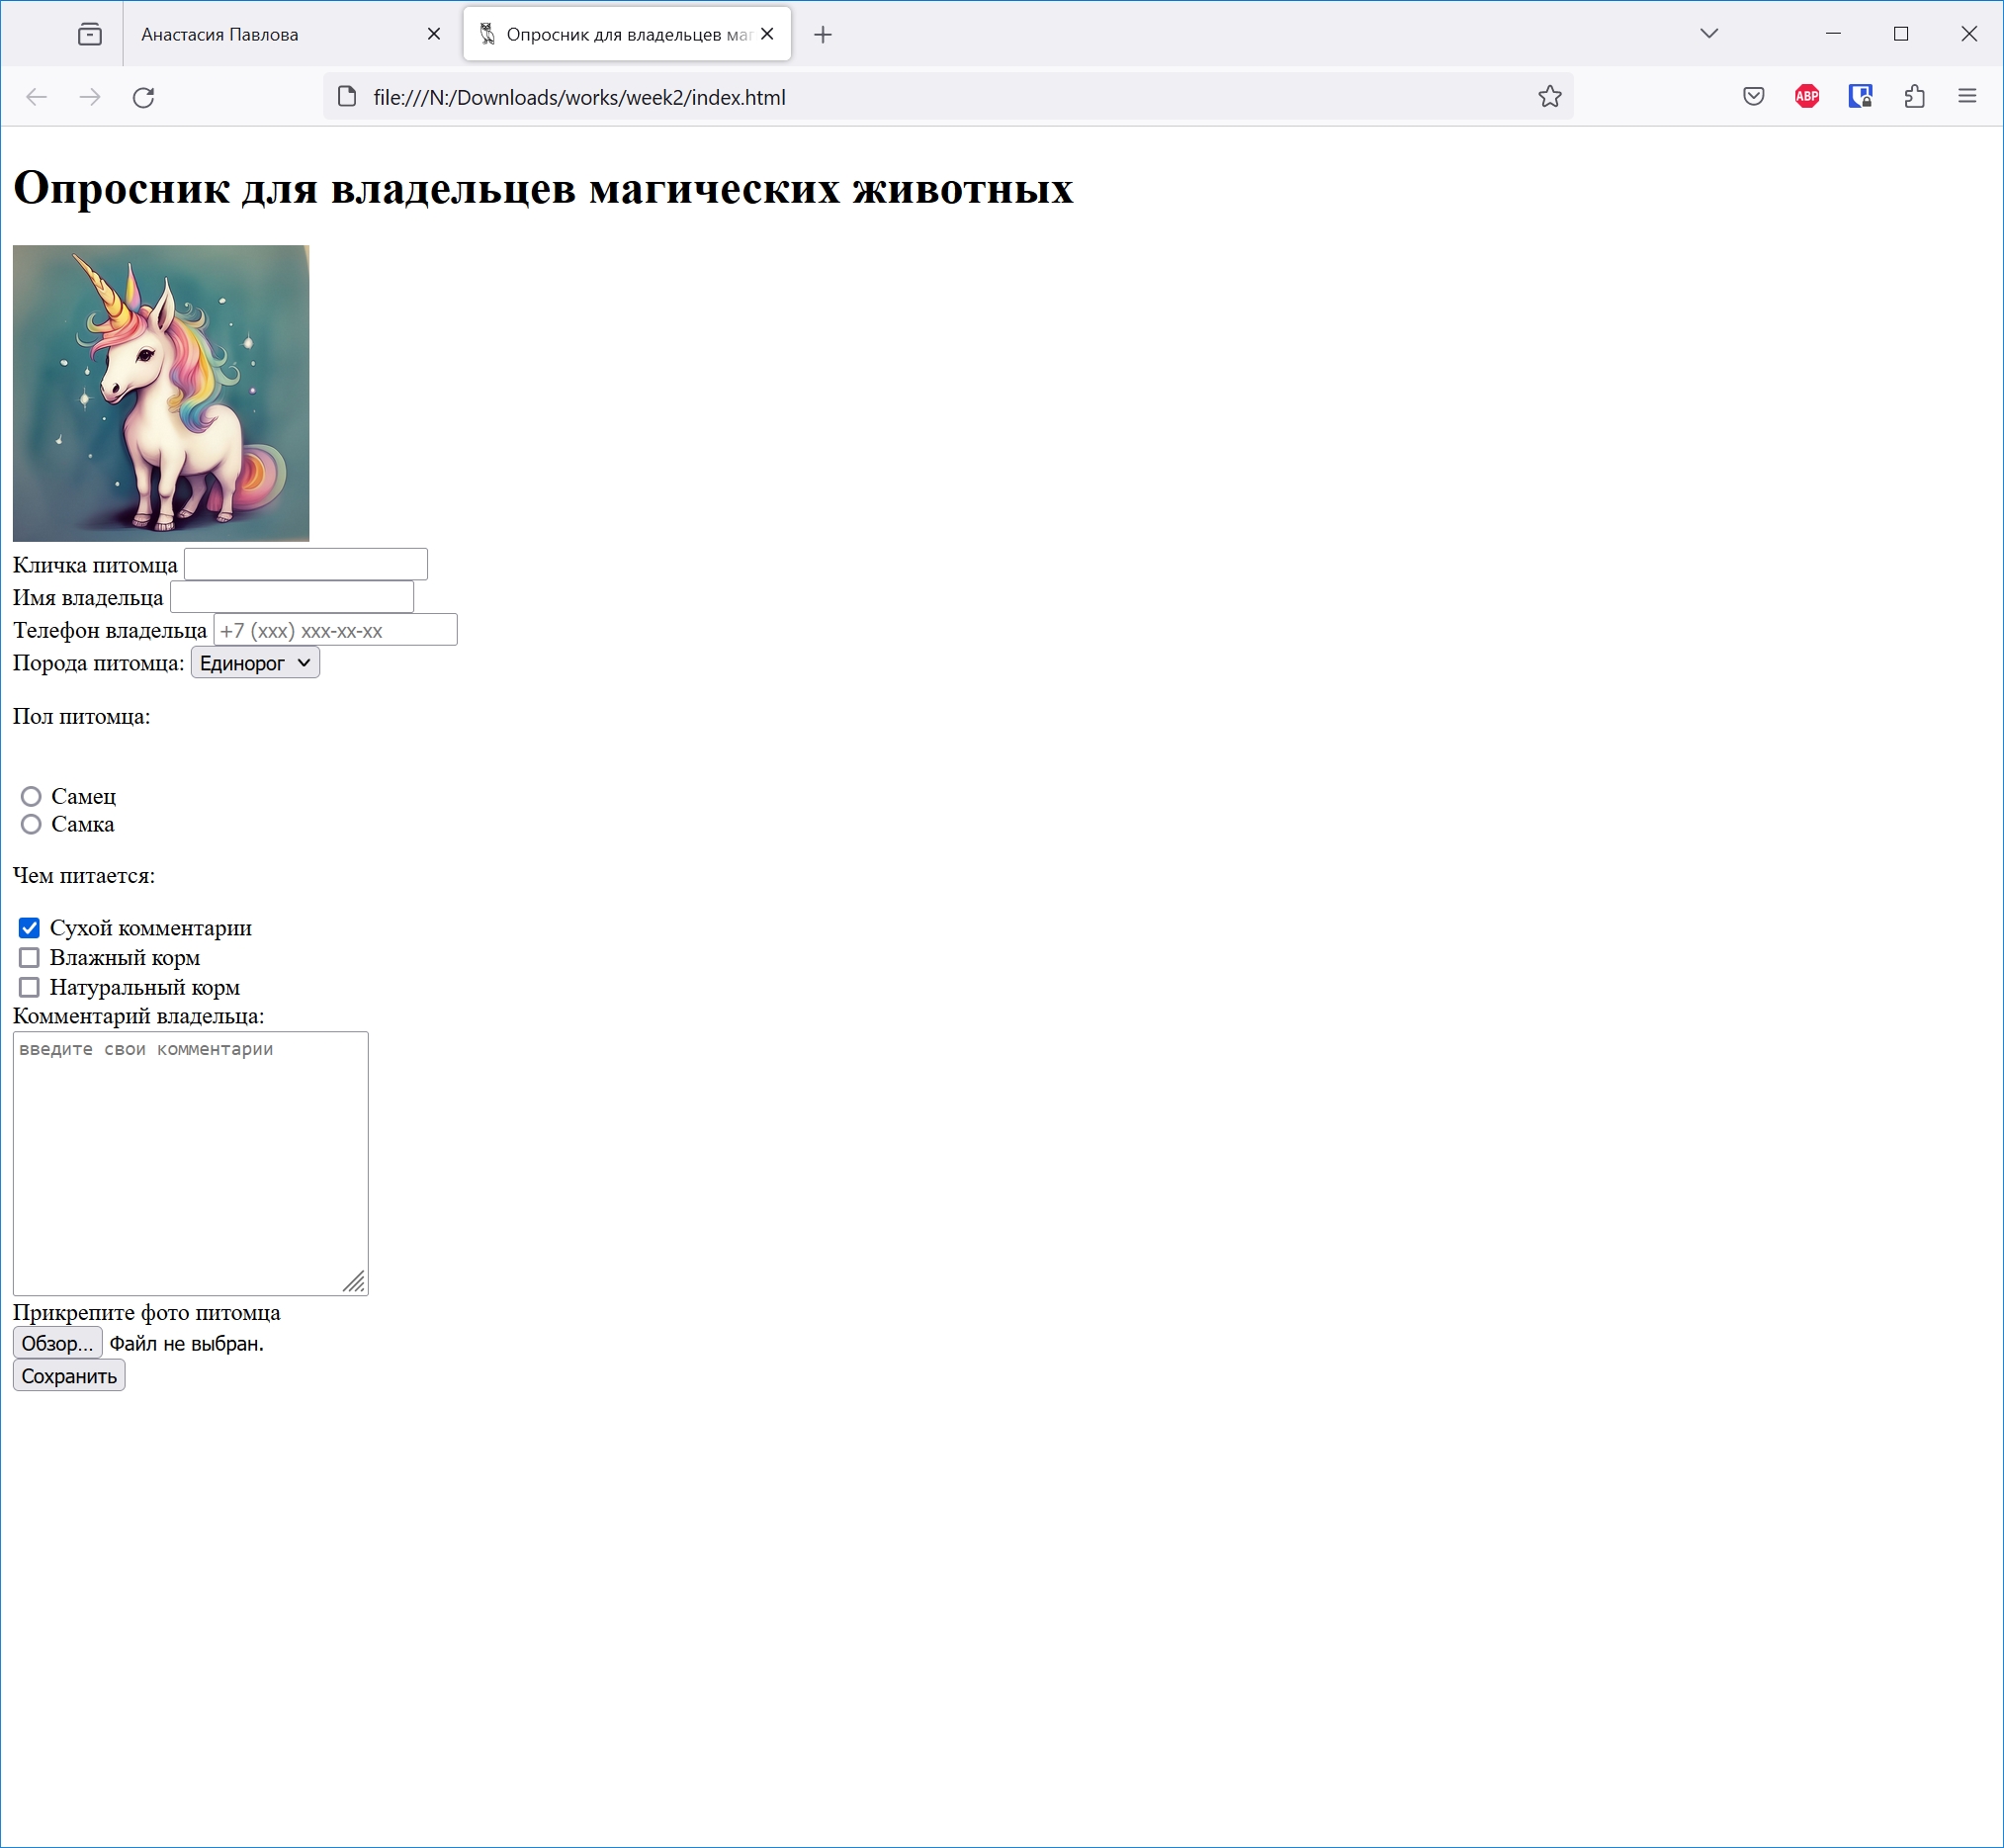 Анастасия Павлова
Опросник для владельцев маг
file:///N:/Downloads/works/week2/index.html
ABP
Опросник для владельцев магических животных
Кличка питомца
Имя владельца
Телефон владельца +7 (xxx) xxx-xx-xx
Порода питомца: Единорог
Пол питомца:
Самец
Самка
Чем питается:
Сухой комментарии
Влажный корм
Натуральный корм
Комментарий владельца:
введите свои комментарии
Прикрепите фото питомца
Обзор... Файл не выбран.
Сохранить